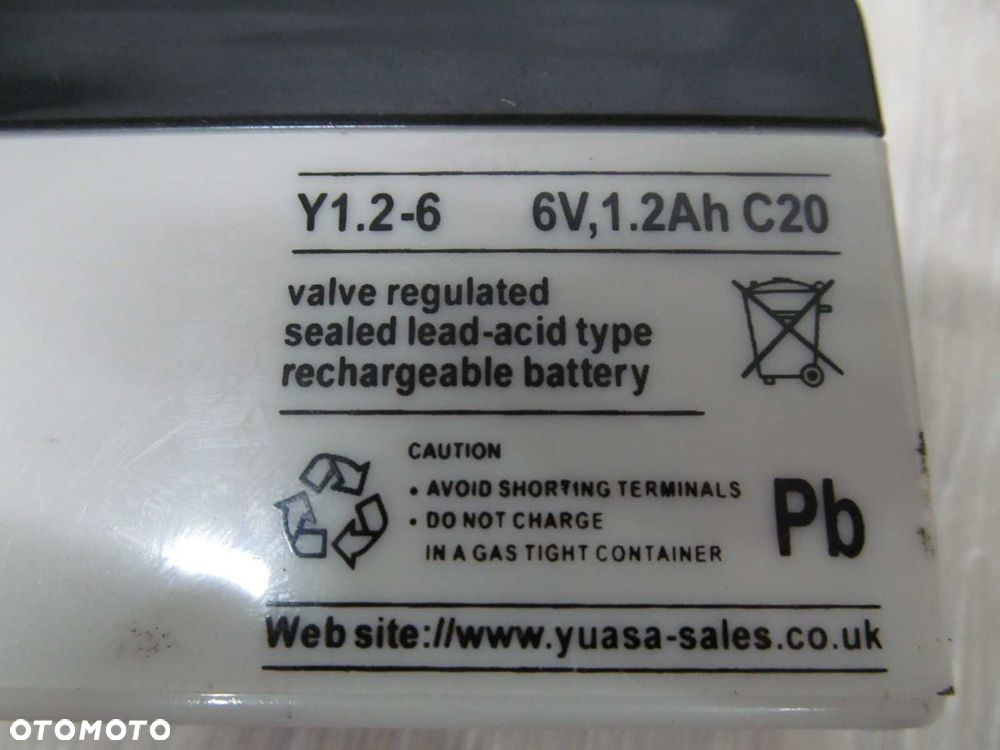 Y1.2-6 6V,1.2Ah C20
valve regulated
sealed lead-acid type
rechargeable battery
CAUTION
• AVOID SHORTING TERMINALS
• DO NOT CHARGE
IN A GAS TIGHT CONTAINER
Pb
Web site://www.yuasa-sales.co.uk
OTOMOTO